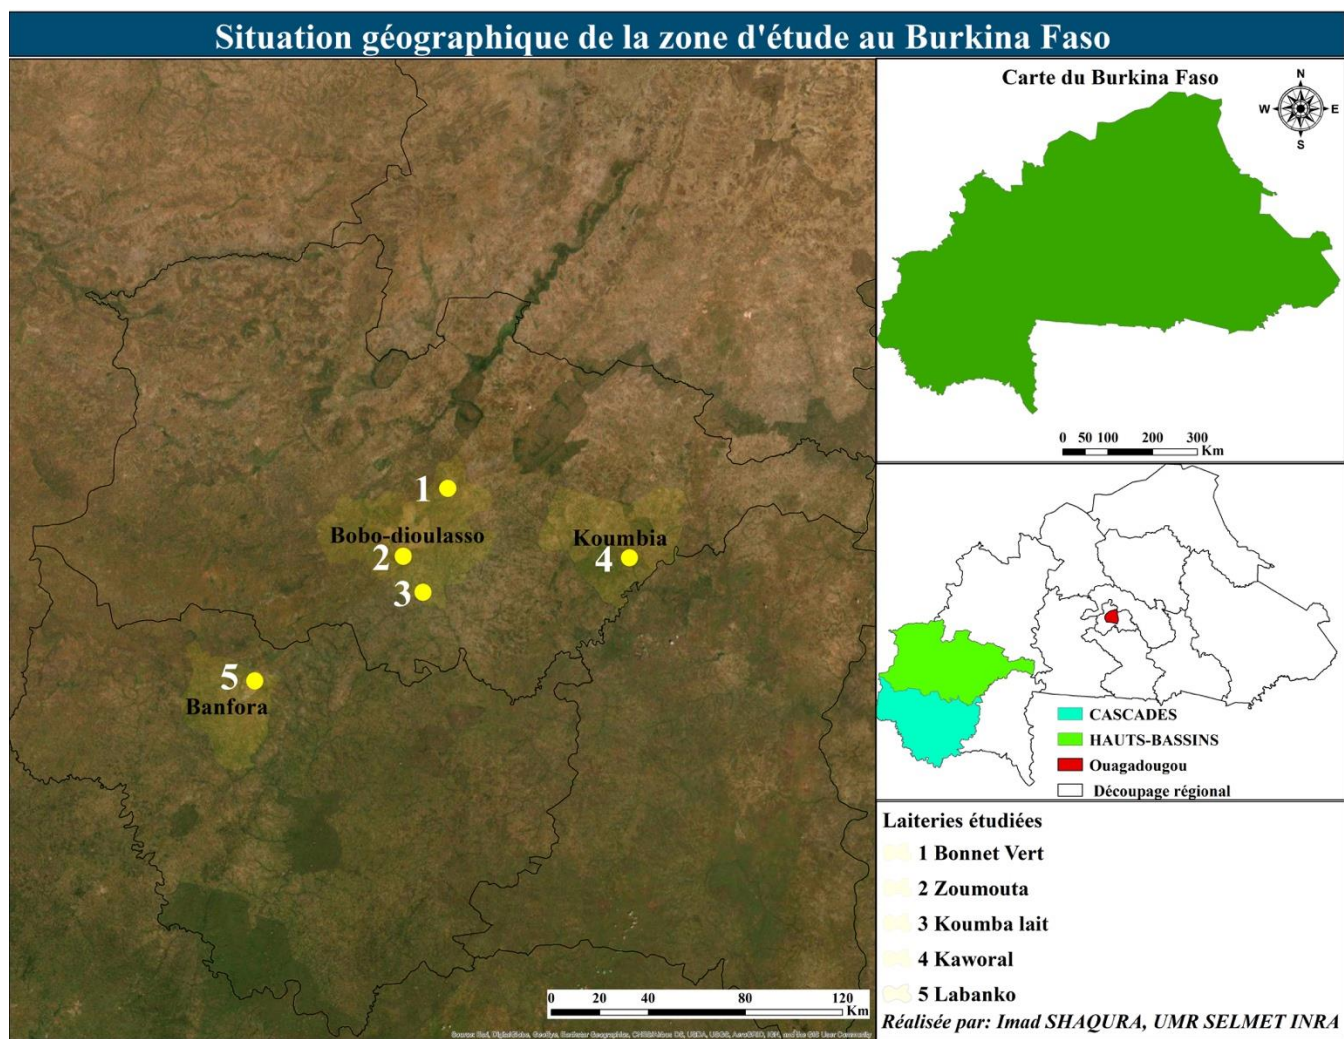 Situation géographique de la zone d'étude au Burkina Faso
1
Bobo-dioulasso
2
3
Koumbia
4
5
Banfora
0 20 40 80 120
Km
Carte du Burkina Faso
N
W E
S
0 50 100 200 300
Km
CASCADES
HAUTS-BASSINS
Ouagadougou
Découpage régional
Laiteries étudiées
1 Bonnet Vert
2 Zoumouta
3 Koumba lait
4 Kaworal
5 Labanko
Réalisée par: Imad SHAQURA, UMR SELMET INRA